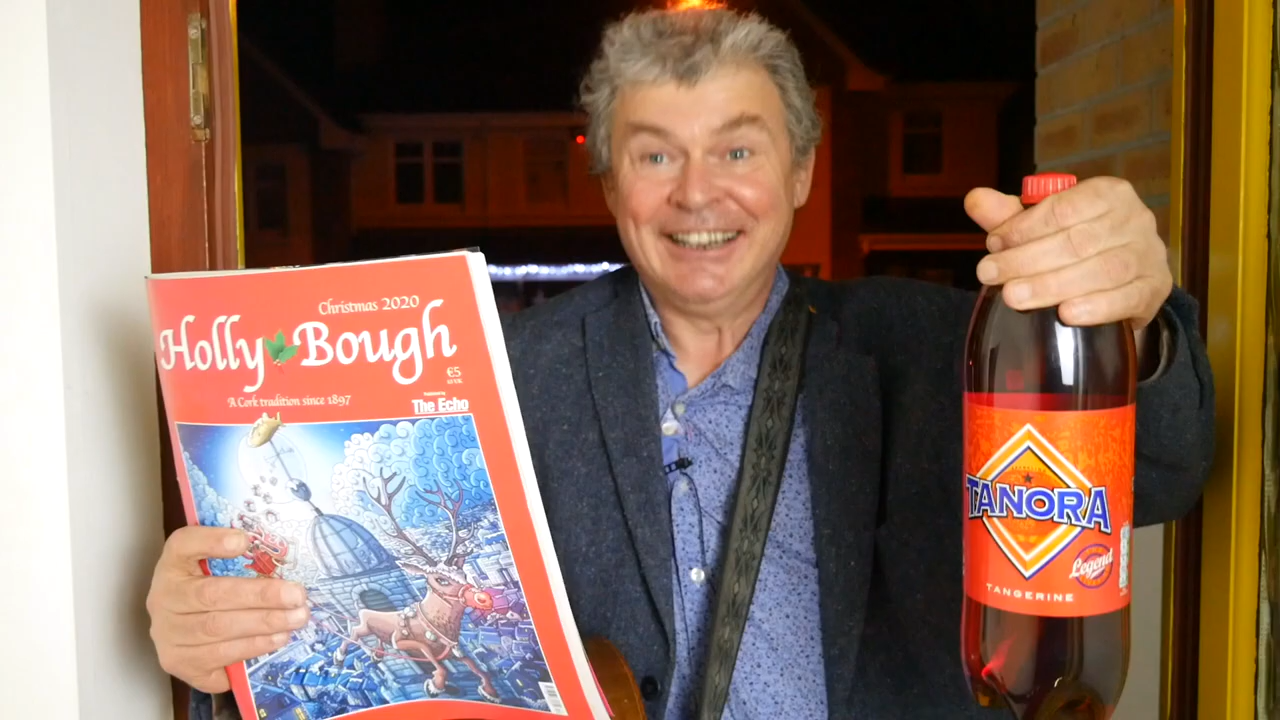 Christmas 2020
Holly Bough
€5
A Cork tradition since 1897
The Echo
TANORA
Legend
TANGERINE